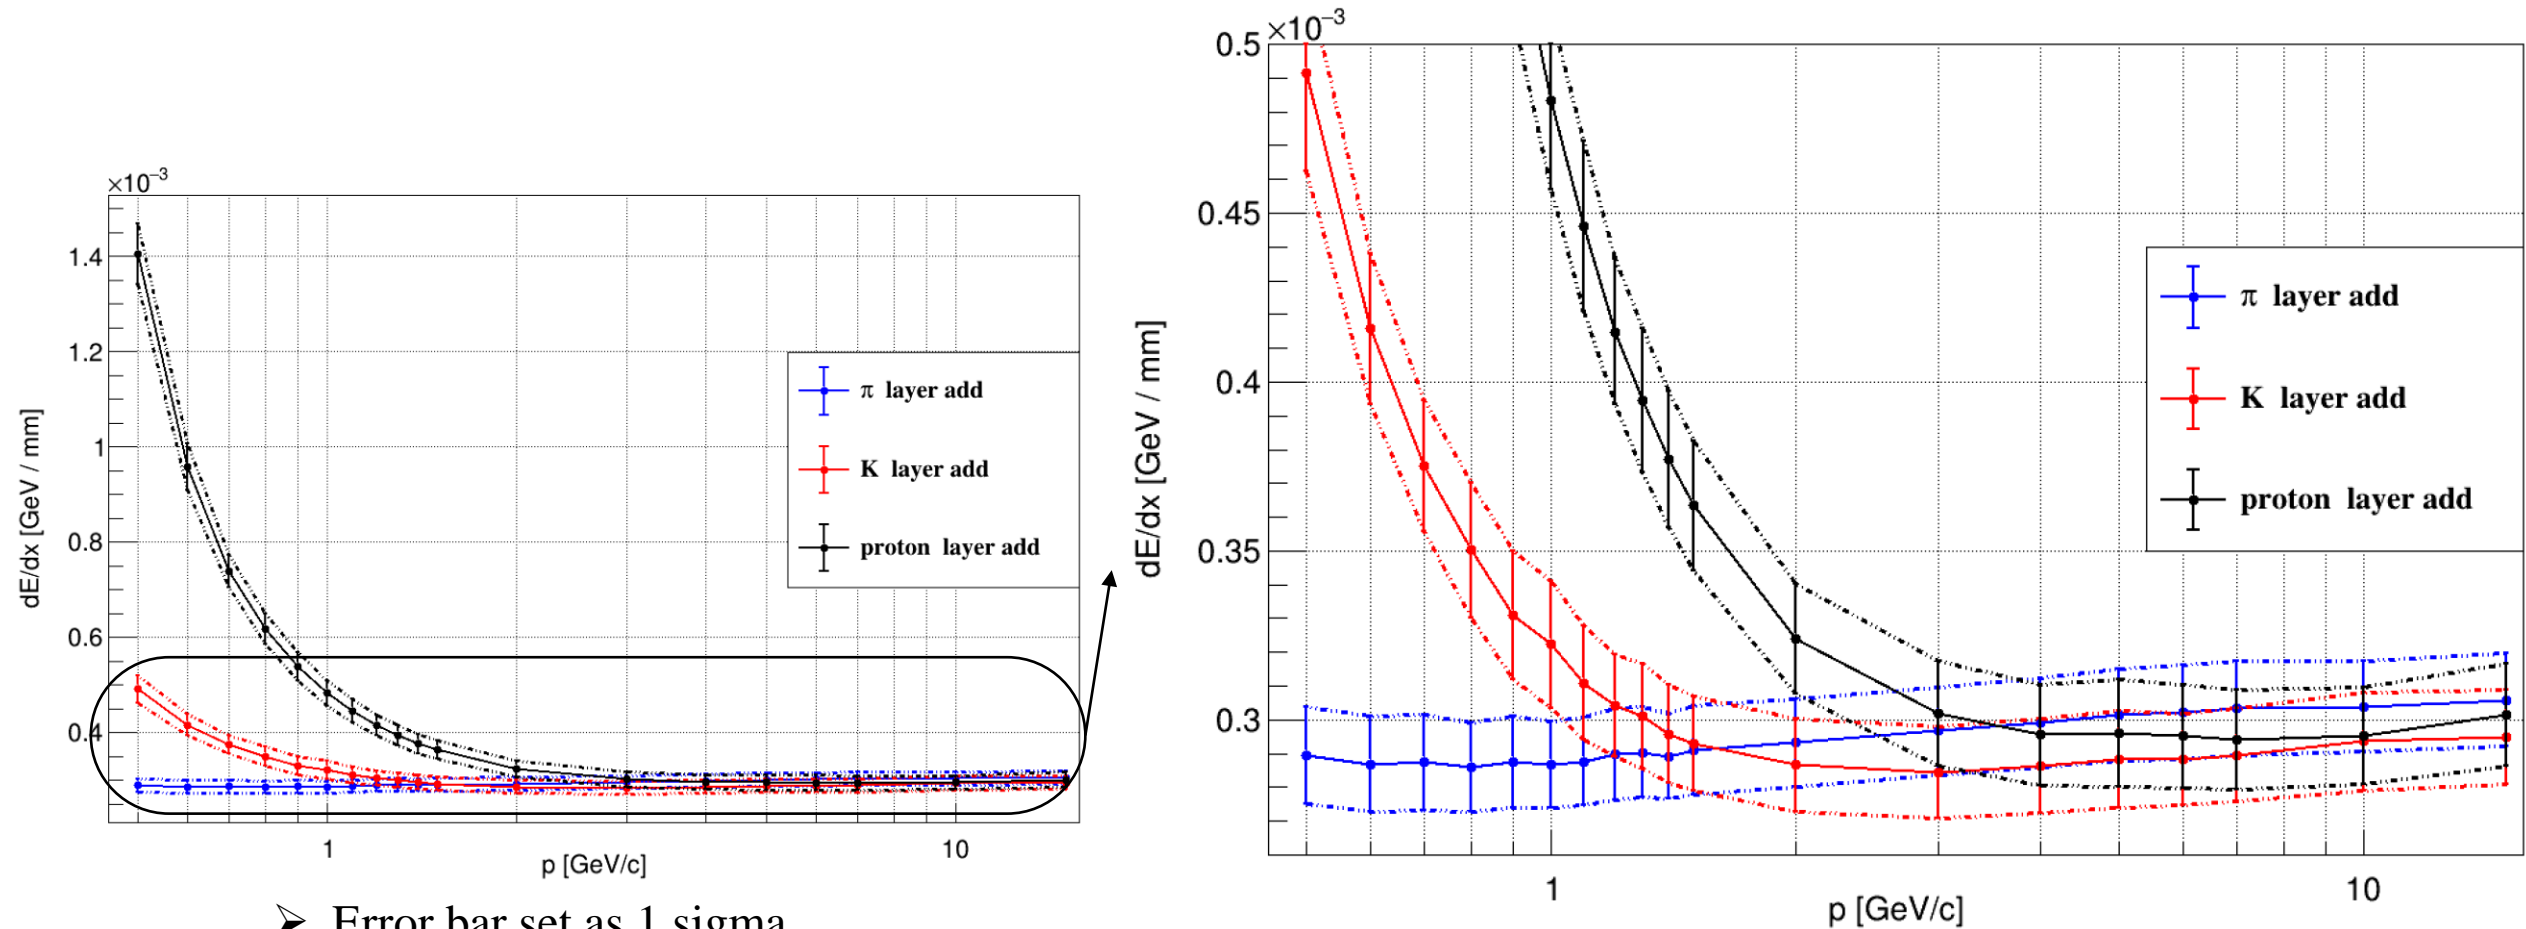 ×10⁻³
1.4
1.2
1
0.8
0.6
0.4
dE/dx [GeV / mm]
π layer add
K layer add
proton layer add
1
10
p [GeV/c]
➢ Error bar set as 1 sigma
×10⁻³
0.5
0.45
0.4
0.35
0.3
dE/dx [GeV / mm]
π layer add
K layer add
proton layer add
1
10
p [GeV/c]